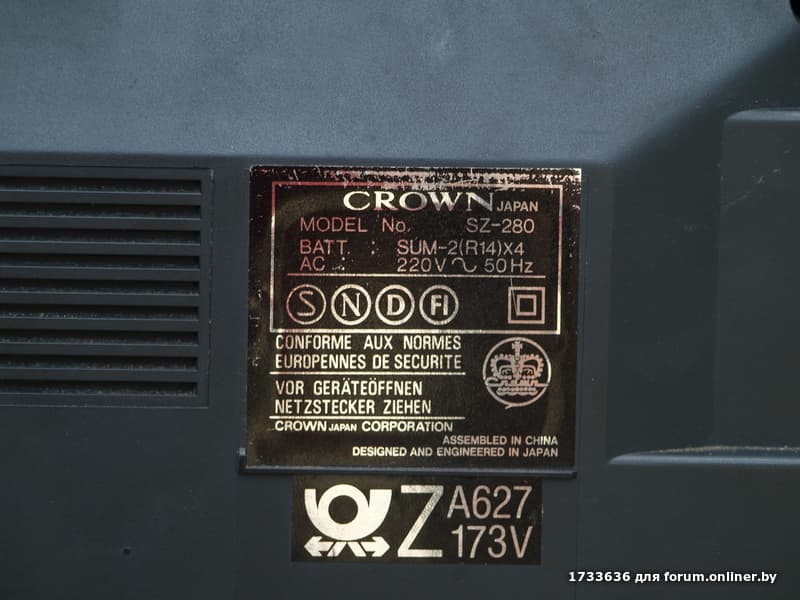 CROWN JAPAN
MODEL No. SZ-280
BATT. : SUM-2(R14)X4
AC : 220V ~ 50Hz
S N D FI
CONFORME AUX NORMES
EUROPENNES DE SECURITE
VOR GERÄTEÖFFNEN
NETZSTECKER ZIEHEN
Crown
CROWN JAPAN CORPORATION
ASSEMBLED IN CHINA
DESIGNED AND ENGINEERED IN JAPAN
Z A627
173V
1733636 для forum.onliner.by